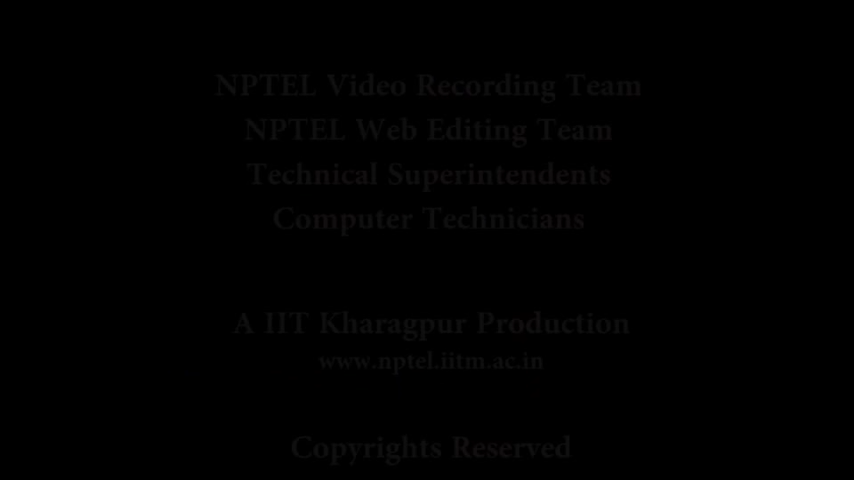 NPTEL Video Recording Team
NPTEL Web Editing Team
Technical Superintendents
Computer Technicians
A IIT Kharagpur Production
www.nptel.iitm.ac.in
Copyrights Reserved